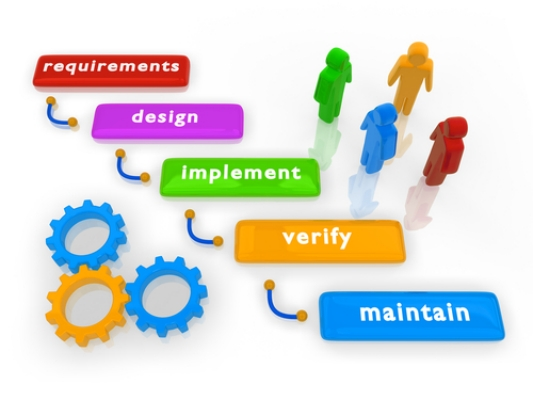 requirements
design
implement
verify
maintain